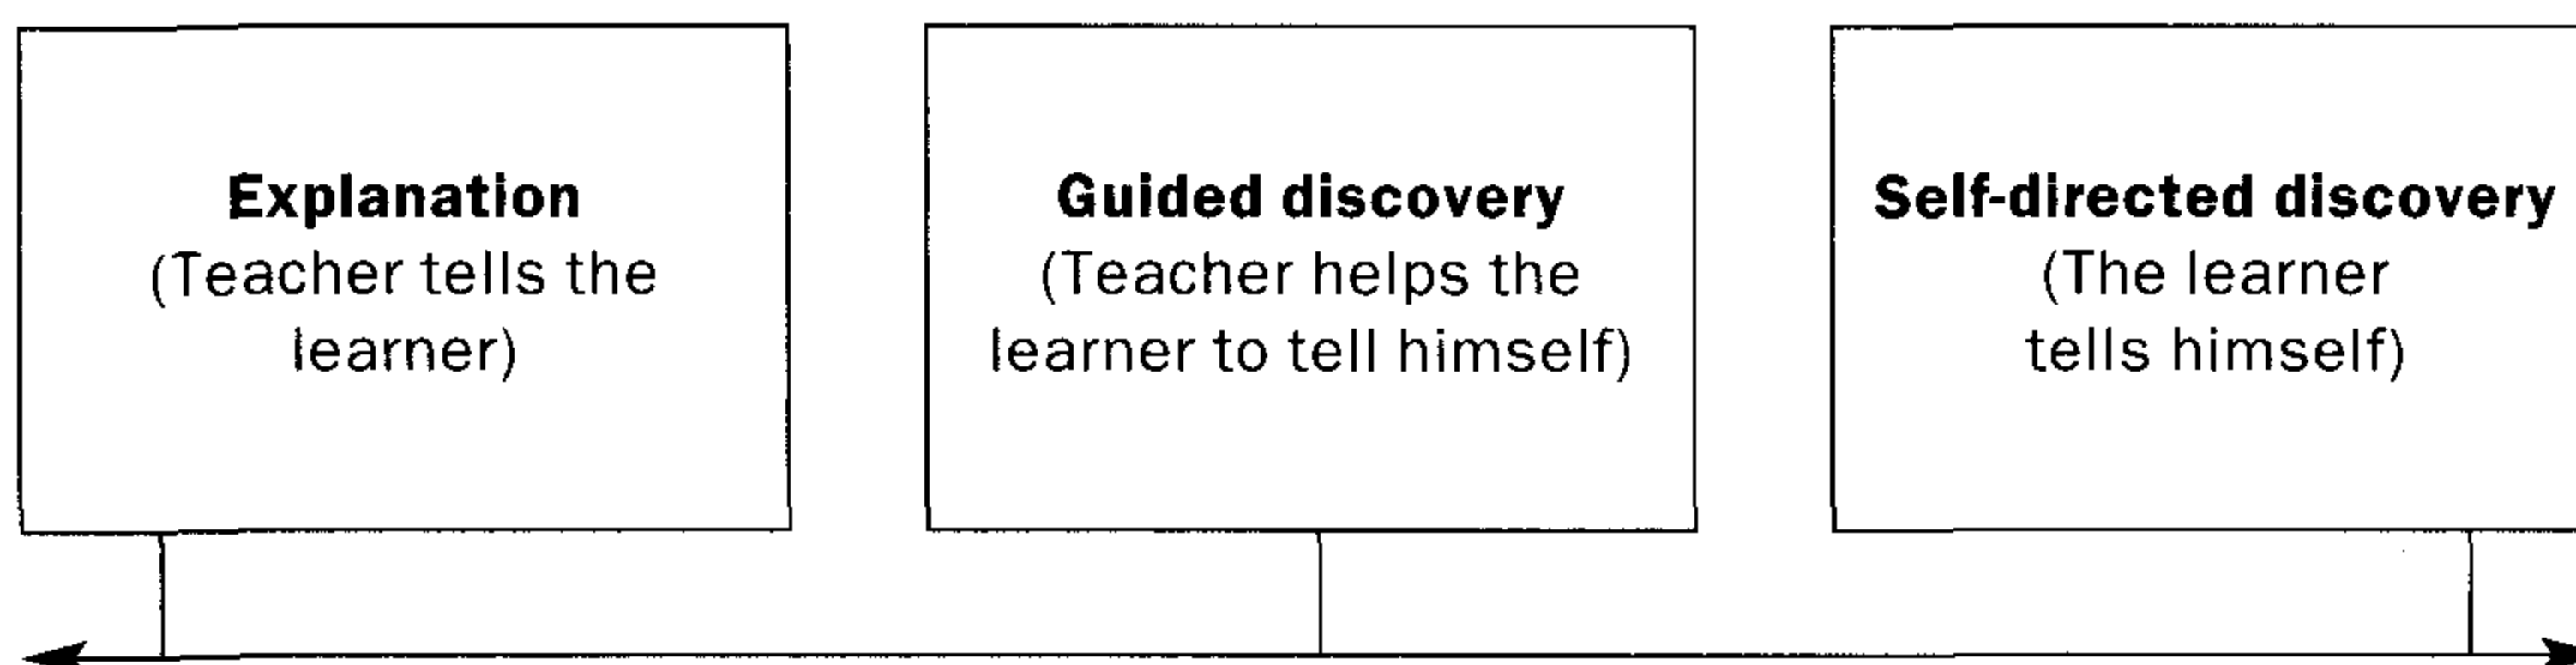 Explanation
(Teacher tells the
learner)
Guided discovery
(Teacher helps the
learner to tell himself)
Self-directed discovery
(The learner
tells himself)